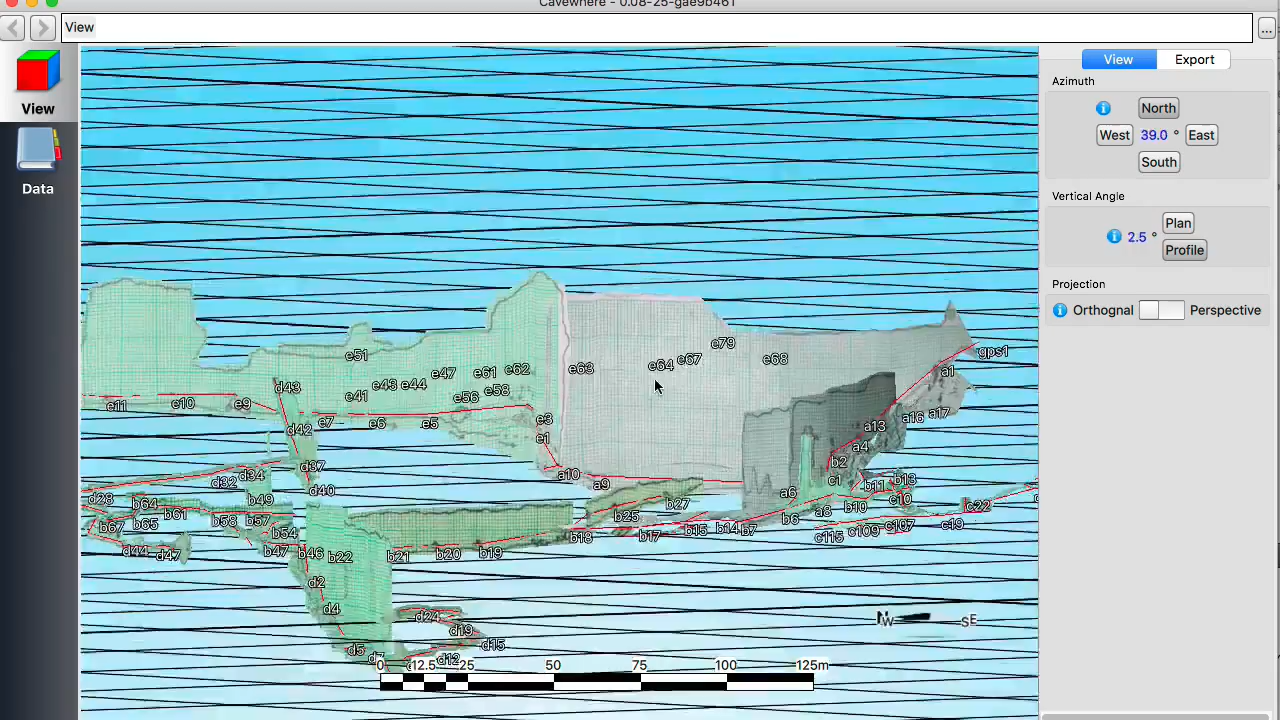 Cavewhere - 0.08-25-gae9b461
View
...
View
Data
View Export
Azimuth
North
West 39.0 ° East
South
Vertical Angle
Plan
2.5 °
Profile
Projection
Orthognal Perspective
gps1
e79
e51
e67
e68
e64
e63
e62
e61
e47
a1
e43
e44
d43
e58
e41
e56
e11
e10
e9
a17
a16
e3
e7
e6
e5
a13
d42
e1
a4
b2
d37
a10
d34
d32
c1
b13
b11
a9
d40
a6
c10
d28
b49
b64
b27
c22
b10
a8
b61
b25
b6
b58
b57
c19
b67
b65
c107
b14
b7
b15
c109
b54
b17
c115
b18
d44
d47
b47
b46
b22
b21
b20
b19
d2
d4
d24
d19
d15
d5
d7
d12
NW SE
0 12.5 25 50 75 100 125m